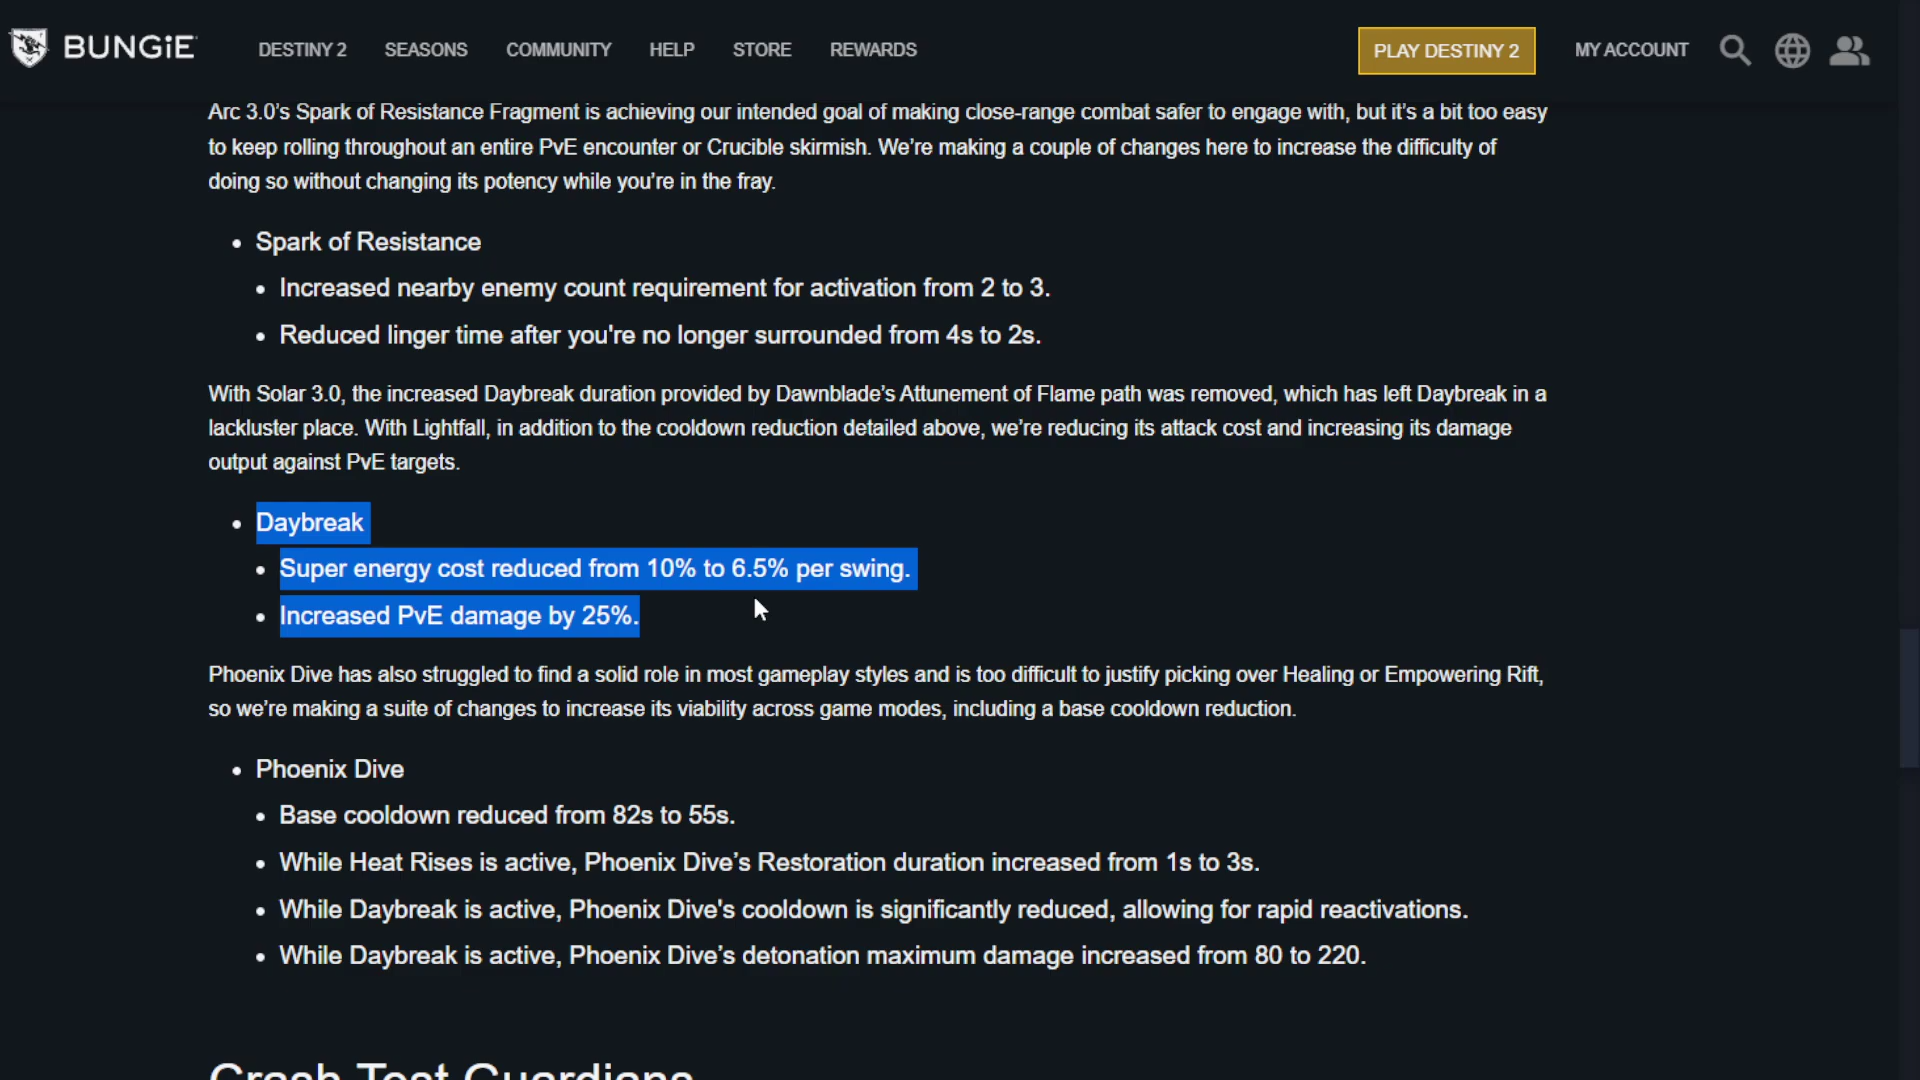 BUNGiE DESTINY 2 SEASONS COMMUNITY HELP STORE REWARDS PLAY DESTINY 2 MY ACCOUNT
Arc 3.0's Spark of Resistance Fragment is achieving our intended goal of making close-range combat safer to engage with, but it's a bit too easy
to keep rolling throughout an entire PvE encounter or Crucible skirmish. We're making a couple of changes here to increase the difficulty of
doing so without changing its potency while you're in the fray.
• Spark of Resistance
• Increased nearby enemy count requirement for activation from 2 to 3.
• Reduced linger time after you're no longer surrounded from 4s to 2s.
With Solar 3.0, the increased Daybreak duration provided by Dawnblade's Attunement of Flame path was removed, which has left Daybreak in a
lackluster place. With Lightfall, in addition to the cooldown reduction detailed above, we're reducing its attack cost and increasing its damage
output against PvE targets.
• Daybreak
• Super energy cost reduced from 10% to 6.5% per swing.
• Increased PvE damage by 25%.
Phoenix Dive has also struggled to find a solid role in most gameplay styles and is too difficult to justify picking over Healing or Empowering Rift,
so we're making a suite of changes to increase its viability across game modes, including a base cooldown reduction.
• Phoenix Dive
• Base cooldown reduced from 82s to 55s.
• While Heat Rises is active, Phoenix Dive's Restoration duration increased from 1s to 3s.
• While Daybreak is active, Phoenix Dive's cooldown is significantly reduced, allowing for rapid reactivations.
• While Daybreak is active, Phoenix Dive's detonation maximum damage increased from 80 to 220.
Crash Test Guardians